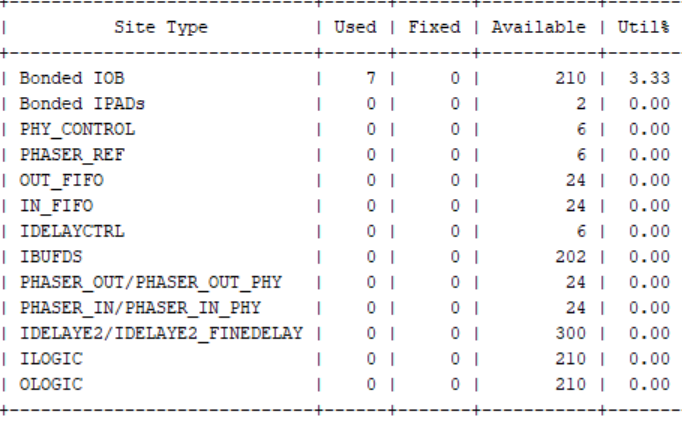 +-----------------------------+------+-------+-----------+-------
|          Site Type          | Used | Fixed | Available | Util%
+-----------------------------+------+-------+-----------+-------
| Bonded IOB                  |    7 |     0 |       210 |  3.33
| Bonded IPADs                |    0 |     0 |         2 |  0.00
| PHY_CONTROL                 |    0 |     0 |         6 |  0.00
| PHASER_REF                  |    0 |     0 |         6 |  0.00
| OUT_FIFO                    |    0 |     0 |        24 |  0.00
| IN_FIFO                     |    0 |     0 |        24 |  0.00
| IDELAYCTRL                  |    0 |     0 |         6 |  0.00
| IBUFDS                      |    0 |     0 |       202 |  0.00
| PHASER_OUT/PHASER_OUT_PHY   |    0 |     0 |        24 |  0.00
| PHASER_IN/PHASER_IN_PHY     |    0 |     0 |        24 |  0.00
| IDELAYE2/IDELAYE2_FINEDELAY |    0 |     0 |       300 |  0.00
| ILOGIC                      |    0 |     0 |       210 |  0.00
| OLOGIC                      |    0 |     0 |       210 |  0.00
+-----------------------------+------+-------+-----------+-------